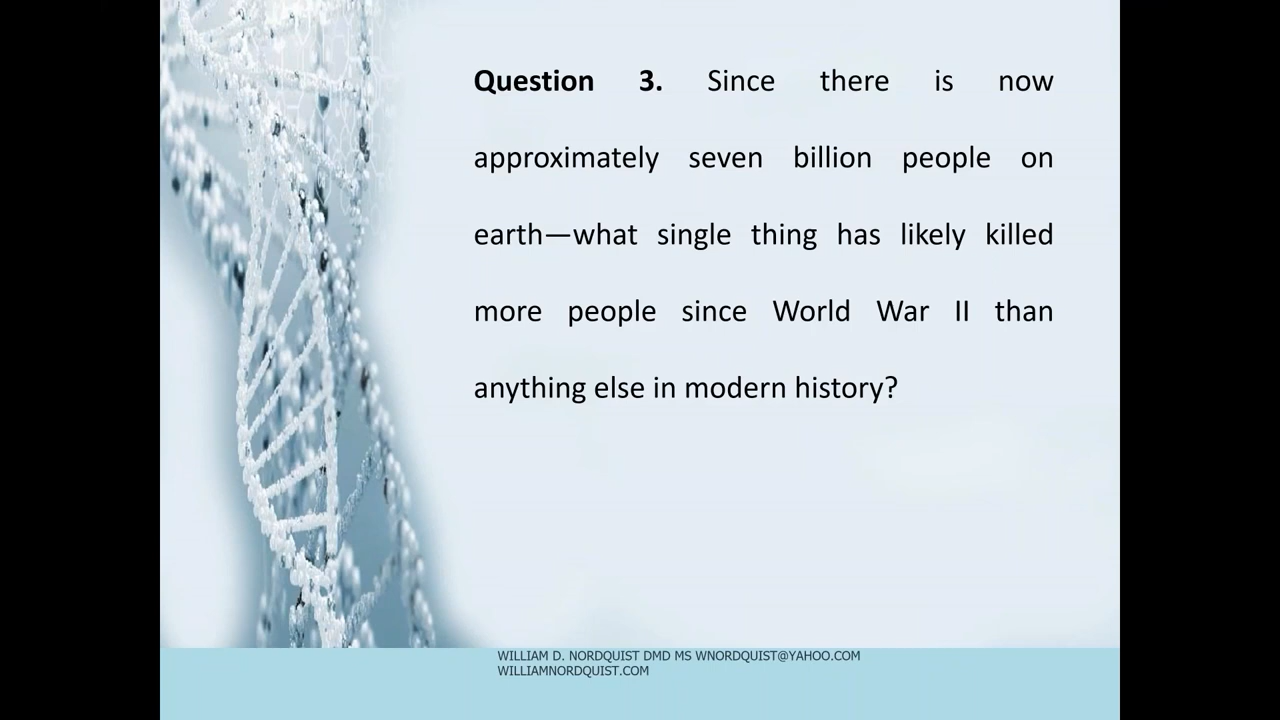 Question 3. Since there is now
approximately seven billion people on
earth—what single thing has likely killed
more people since World War II than
anything else in modern history?
WILLIAM D. NORDQUIST DMD MS WNORDQUIST@YAHOO.COM
WILLIAMNORDQUIST.COM